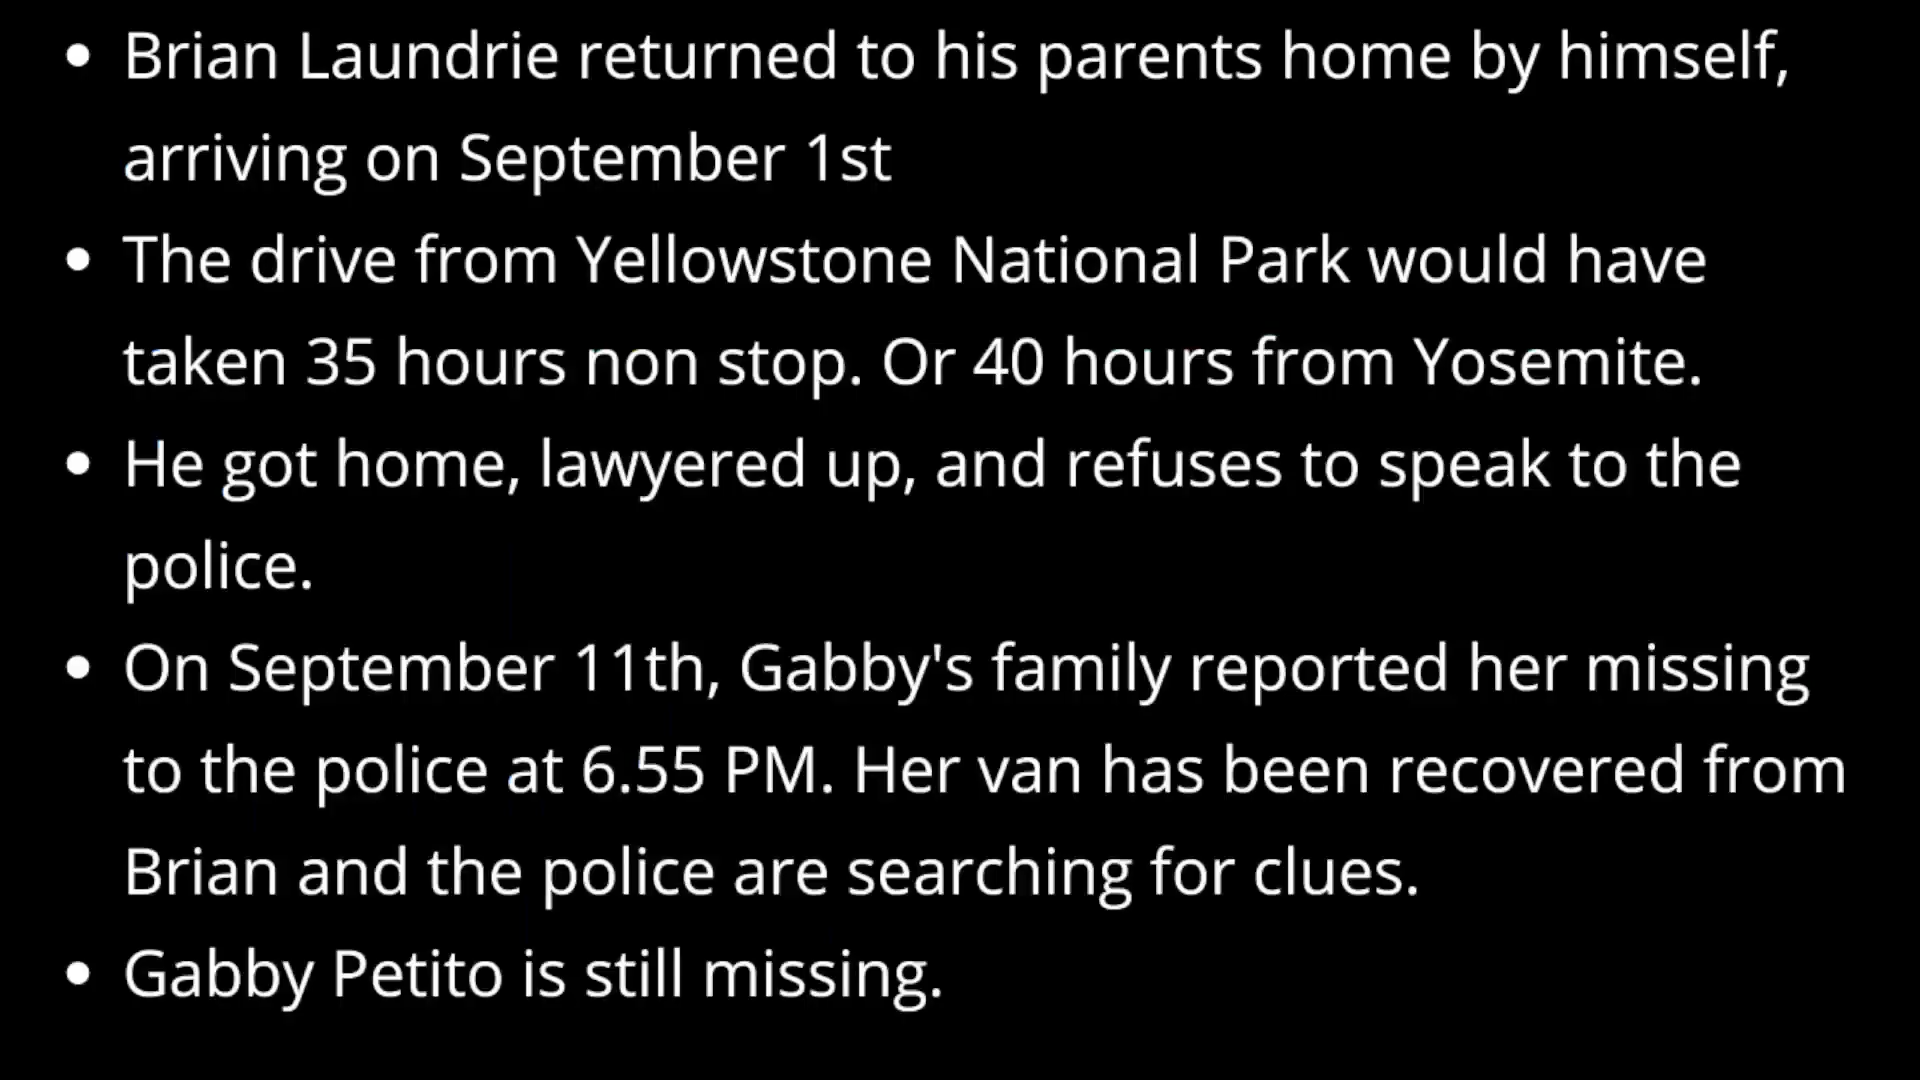 • Brian Laundrie returned to his parents home by himself,
arriving on September 1st
• The drive from Yellowstone National Park would have
taken 35 hours non stop. Or 40 hours from Yosemite.
• He got home, lawyered up, and refuses to speak to the
police.
• On September 11th, Gabby's family reported her missing
to the police at 6.55 PM. Her van has been recovered from
Brian and the police are searching for clues.
• Gabby Petito is still missing.